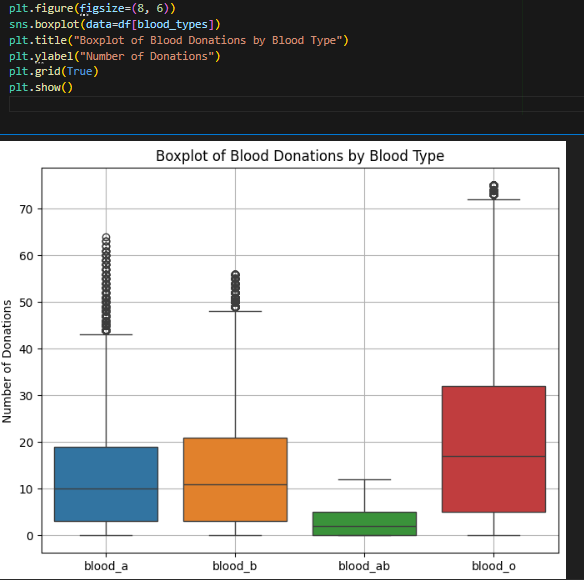 plt.figure(figsize=(8, 6))
sns.boxplot(data=df[blood_types])
plt.title("Boxplot of Blood Donations by Blood Type")
plt.ylabel("Number of Donations")
plt.grid(True)
plt.show()
Boxplot of Blood Donations by Blood Type
Number of Donations
70
60
50
40
30
20
10
0
blood_a blood_b blood_ab blood_o